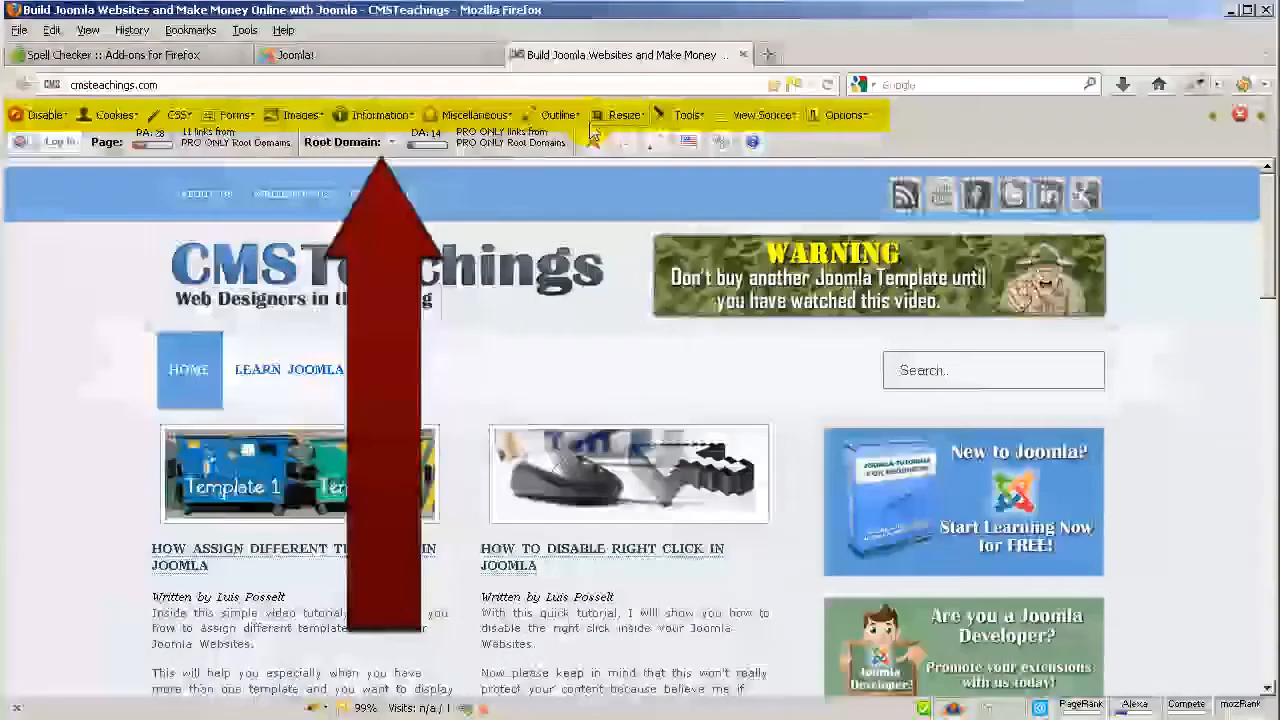 Build Joomla Websites and Make Money Online with Joomla - CMSTeachings - Mozilla Firefox
File Edit View History Bookmarks Tools Help
Spell Checker :: Add-ons for Firefox
Joomla!
Build Joomla Websites and Make Money ...
CMS cmsteachings.com
Google
Disable Cookies CSS Forms Images Information Miscellaneous Outline Resize Tools View Source Options
Log In
Page:
PA: 28
11 links from
PRO ONLY Root Domains
Root Domain:
DA: 14
PRO ONLY links from
PRO ONLY Root Domains
CMSTeachings
Web Designers in
WARNING
Don't buy another Joomla Template until
you have watched this video.
HOME
LEARN JOOMLA
Search..
Template 1
HOW ASSIGN DIFFERENT
IN
JOOMLA
Written by Luis Posselt
Inside this simple video
you
how to assign different
Joomla Websites.
This will help you especially when you have
more than one template and you want to display
HOW TO DISABLE RIGHT CLICK IN
JOOMLA
Written by Luis Posselt
With this quick tutorial, I will show you how to
disable the right click inside your Joomla
Websites.
Now please keep in mind that this won't really
protect your content because believe me if
New to Joomla?
Start Learning Now
for FREE!
Are you a Joomla
Developer?
Promote your extensions
with us today!
Joomla
Developer?
99% Visits n/a
PageRank Alexa Compete mozRank